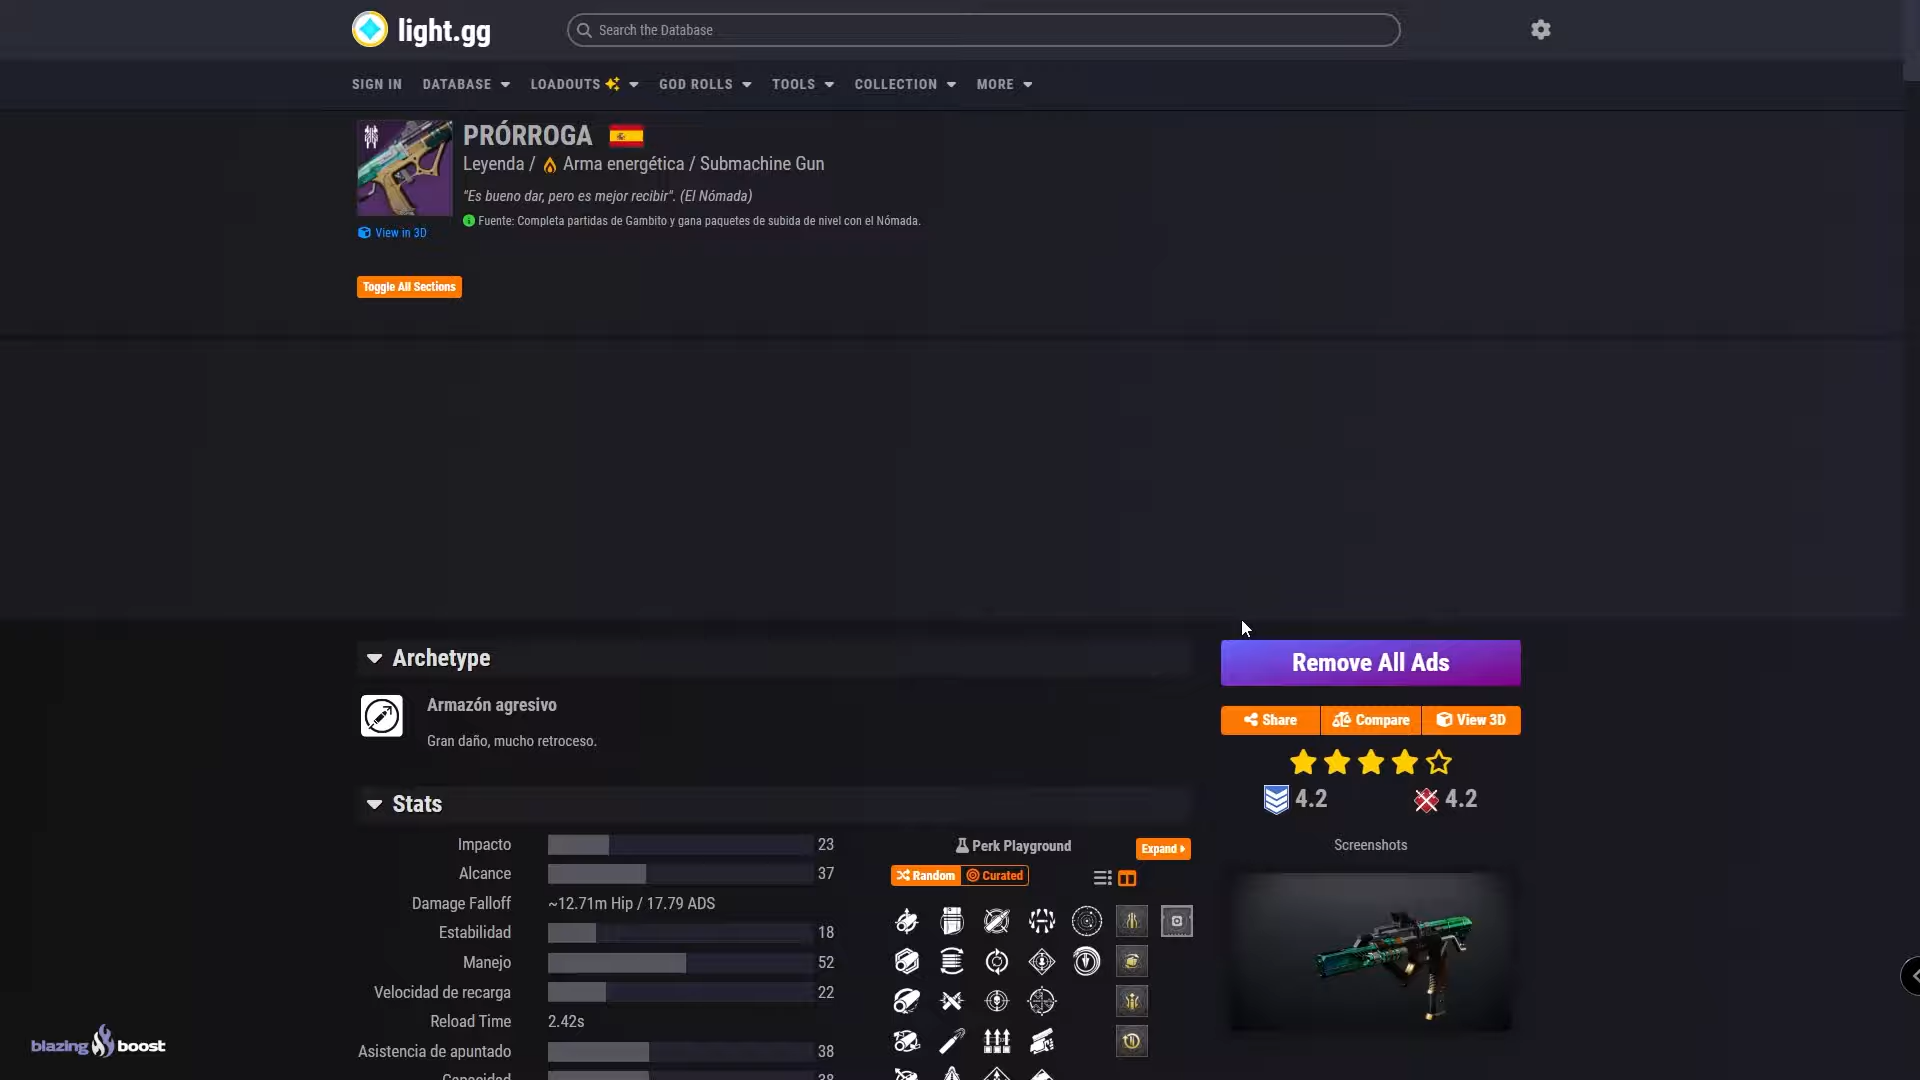 light.gg
Search the Database
SIGN IN DATABASE LOADOUTS GOD ROLLS TOOLS COLLECTION MORE
PRÓRROGA
Leyenda / Arma energética / Submachine Gun
"Es bueno dar, pero es mejor recibir". (El Nómada)
Fuente: Completa partidas de Gambito y gana paquetes de subida de nivel con el Nómada.
View in 3D
Toggle All Sections
Archetype
Armazón agresivo
Gran daño, mucho retroceso.
Remove All Ads
Share Compare View 3D
4.2 4.2
Screenshots
Stats
Impacto 23
Alcance 37
Damage Falloff ~12.71m Hip / 17.79 ADS
Estabilidad 18
Manejo 52
Velocidad de recarga 22
Reload Time 2.42s
Asistencia de apuntado 38
Capacidad 38
Perk Playground
Expand
Random Curated
blazing boost